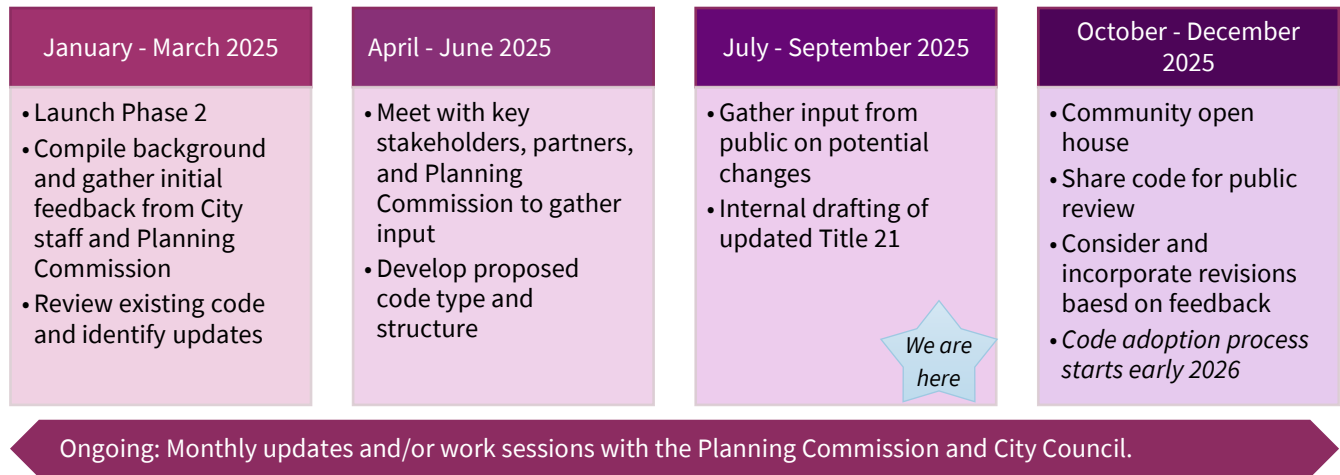 January - March 2025
• Launch Phase 2
• Compile background
and gather initial
feedback from City
staff and Planning
Commission
• Review existing code
and identify updates
April - June 2025
• Meet with key
stakeholders, partners,
and Planning
Commission to gather
input
• Develop proposed
code type and
structure
July - September 2025
• Gather input from
public on potential
changes
• Internal drafting of
updated Title 21
We are
here
October - December
2025
• Community open
house
• Share code for public
review
• Consider and
incorporate revisions
baesd on feedback
• Code adoption process
starts early 2026
Ongoing: Monthly updates and/or work sessions with the Planning Commission and City Council.